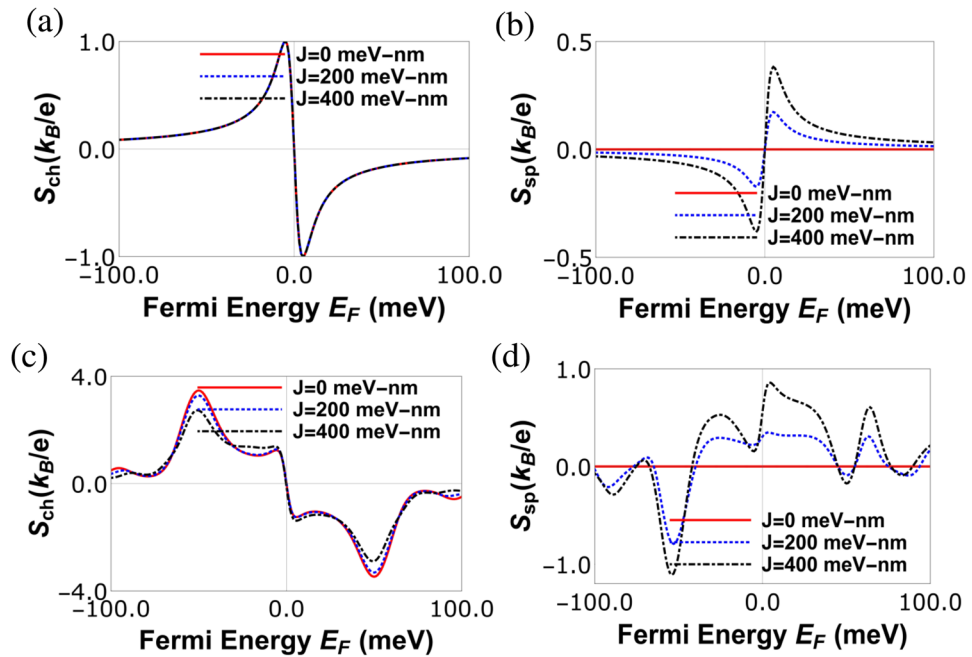 (a)
1.0
0.0
−1.0
−100.0
0.0
100.0
S_ch(k_B/e)
Fermi Energy E_F (meV)
J=0 meV−nm
J=200 meV−nm
J=400 meV−nm
(b)
0.5
0.0
−0.5
−100.0
0.0
100.0
S_sp(k_B/e)
Fermi Energy E_F (meV)
J=0 meV−nm
J=200 meV−nm
J=400 meV−nm
(c)
4.0
0.0
−4.0
−100.0
0.0
100.0
S_ch(k_B/e)
Fermi Energy E_F (meV)
J=0 meV−nm
J=200 meV−nm
J=400 meV−nm
(d)
1.0
0.0
−1.0
−100.0
0.0
100.0
S_sp(k_B/e)
Fermi Energy E_F (meV)
J=0 meV−nm
J=200 meV−nm
J=400 meV−nm